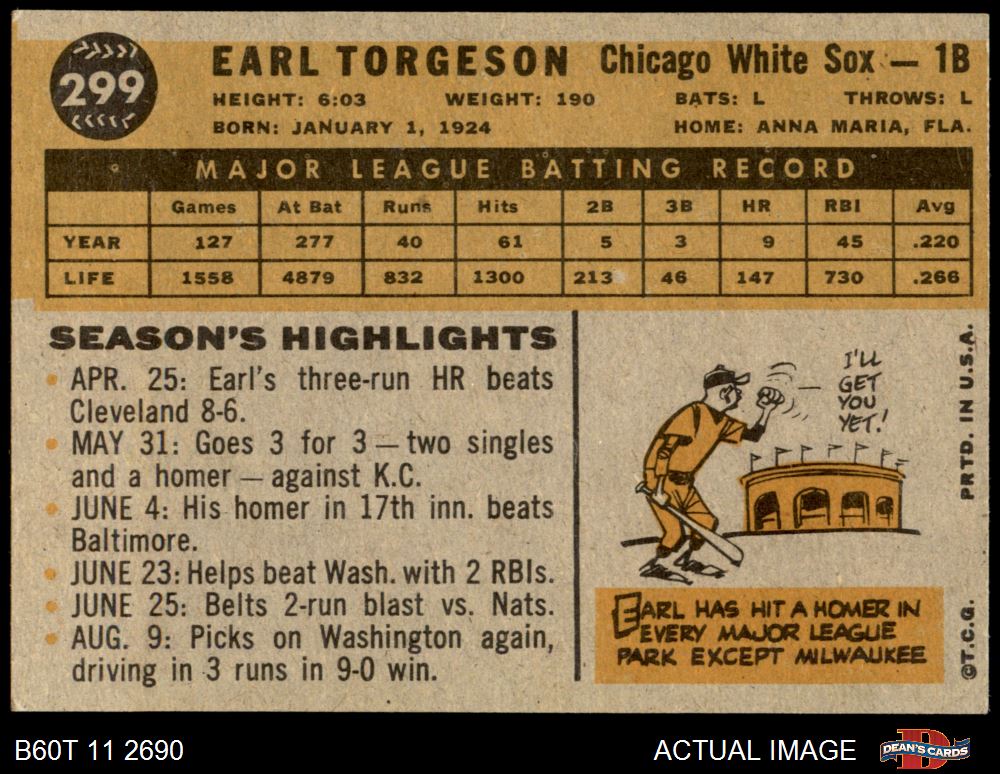 299
EARL TORGESON Chicago White Sox — 1B
HEIGHT: 6:03 WEIGHT: 190 BATS: L THROWS: L
BORN: JANUARY 1, 1924 HOME: ANNA MARIA, FLA.
MAJOR LEAGUE BATTING RECORD
Games At Bat Runs Hits 2B 3B HR RBI Avg
YEAR 127 277 40 61 5 3 9 45 .220
LIFE 1558 4879 832 1300 213 46 147 730 .266
SEASON'S HIGHLIGHTS
• APR. 25: Earl's three-run HR beats
Cleveland 8-6.
• MAY 31: Goes 3 for 3 — two singles
and a homer — against K.C.
• JUNE 4: His homer in 17th inn. beats
Baltimore.
• JUNE 23: Helps beat Wash. with 2 RBIs.
• JUNE 25: Belts 2-run blast vs. Nats.
• AUG. 9: Picks on Washington again,
driving in 3 runs in 9-0 win.
I'LL
GET
YOU
YET!
EARL HAS HIT A HOMER IN
EVERY MAJOR LEAGUE
PARK EXCEPT MILWAUKEE
PRTD. IN U.S.A.
©T.C.G.
B60T 11 2690
ACTUAL IMAGE
DEAN'S CARDS